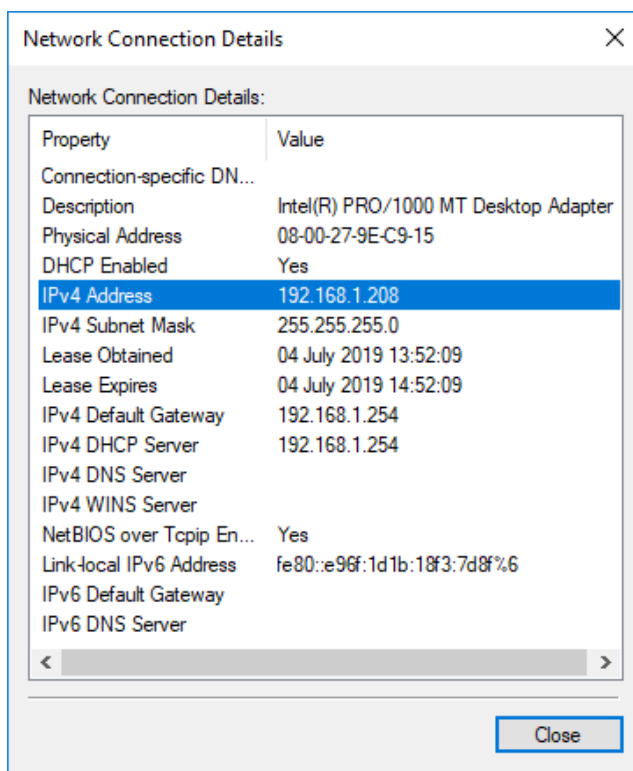 Network Connection Details
Network Connection Details:
Property Value
Connection-specific DN...
Description Intel(R) PRO/1000 MT Desktop Adapter
Physical Address 08-00-27-9E-C9-15
DHCP Enabled Yes
IPv4 Address 192.168.1.208
IPv4 Subnet Mask 255.255.255.0
Lease Obtained 04 July 2019 13:52:09
Lease Expires 04 July 2019 14:52:09
IPv4 Default Gateway 192.168.1.254
IPv4 DHCP Server 192.168.1.254
IPv4 DNS Server
IPv4 WINS Server
NetBIOS over Tcpip En... Yes
Link-local IPv6 Address fe80::e96f:1d1b:18f3:7d8f%6
IPv6 Default Gateway
IPv6 DNS Server
Close